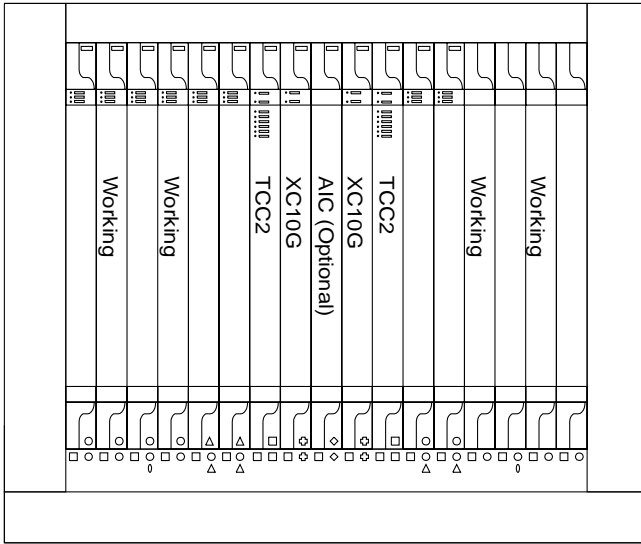 Working
Working
TCC2
XC10G
AIC (Optional)
XC10G
TCC2
Working
Working